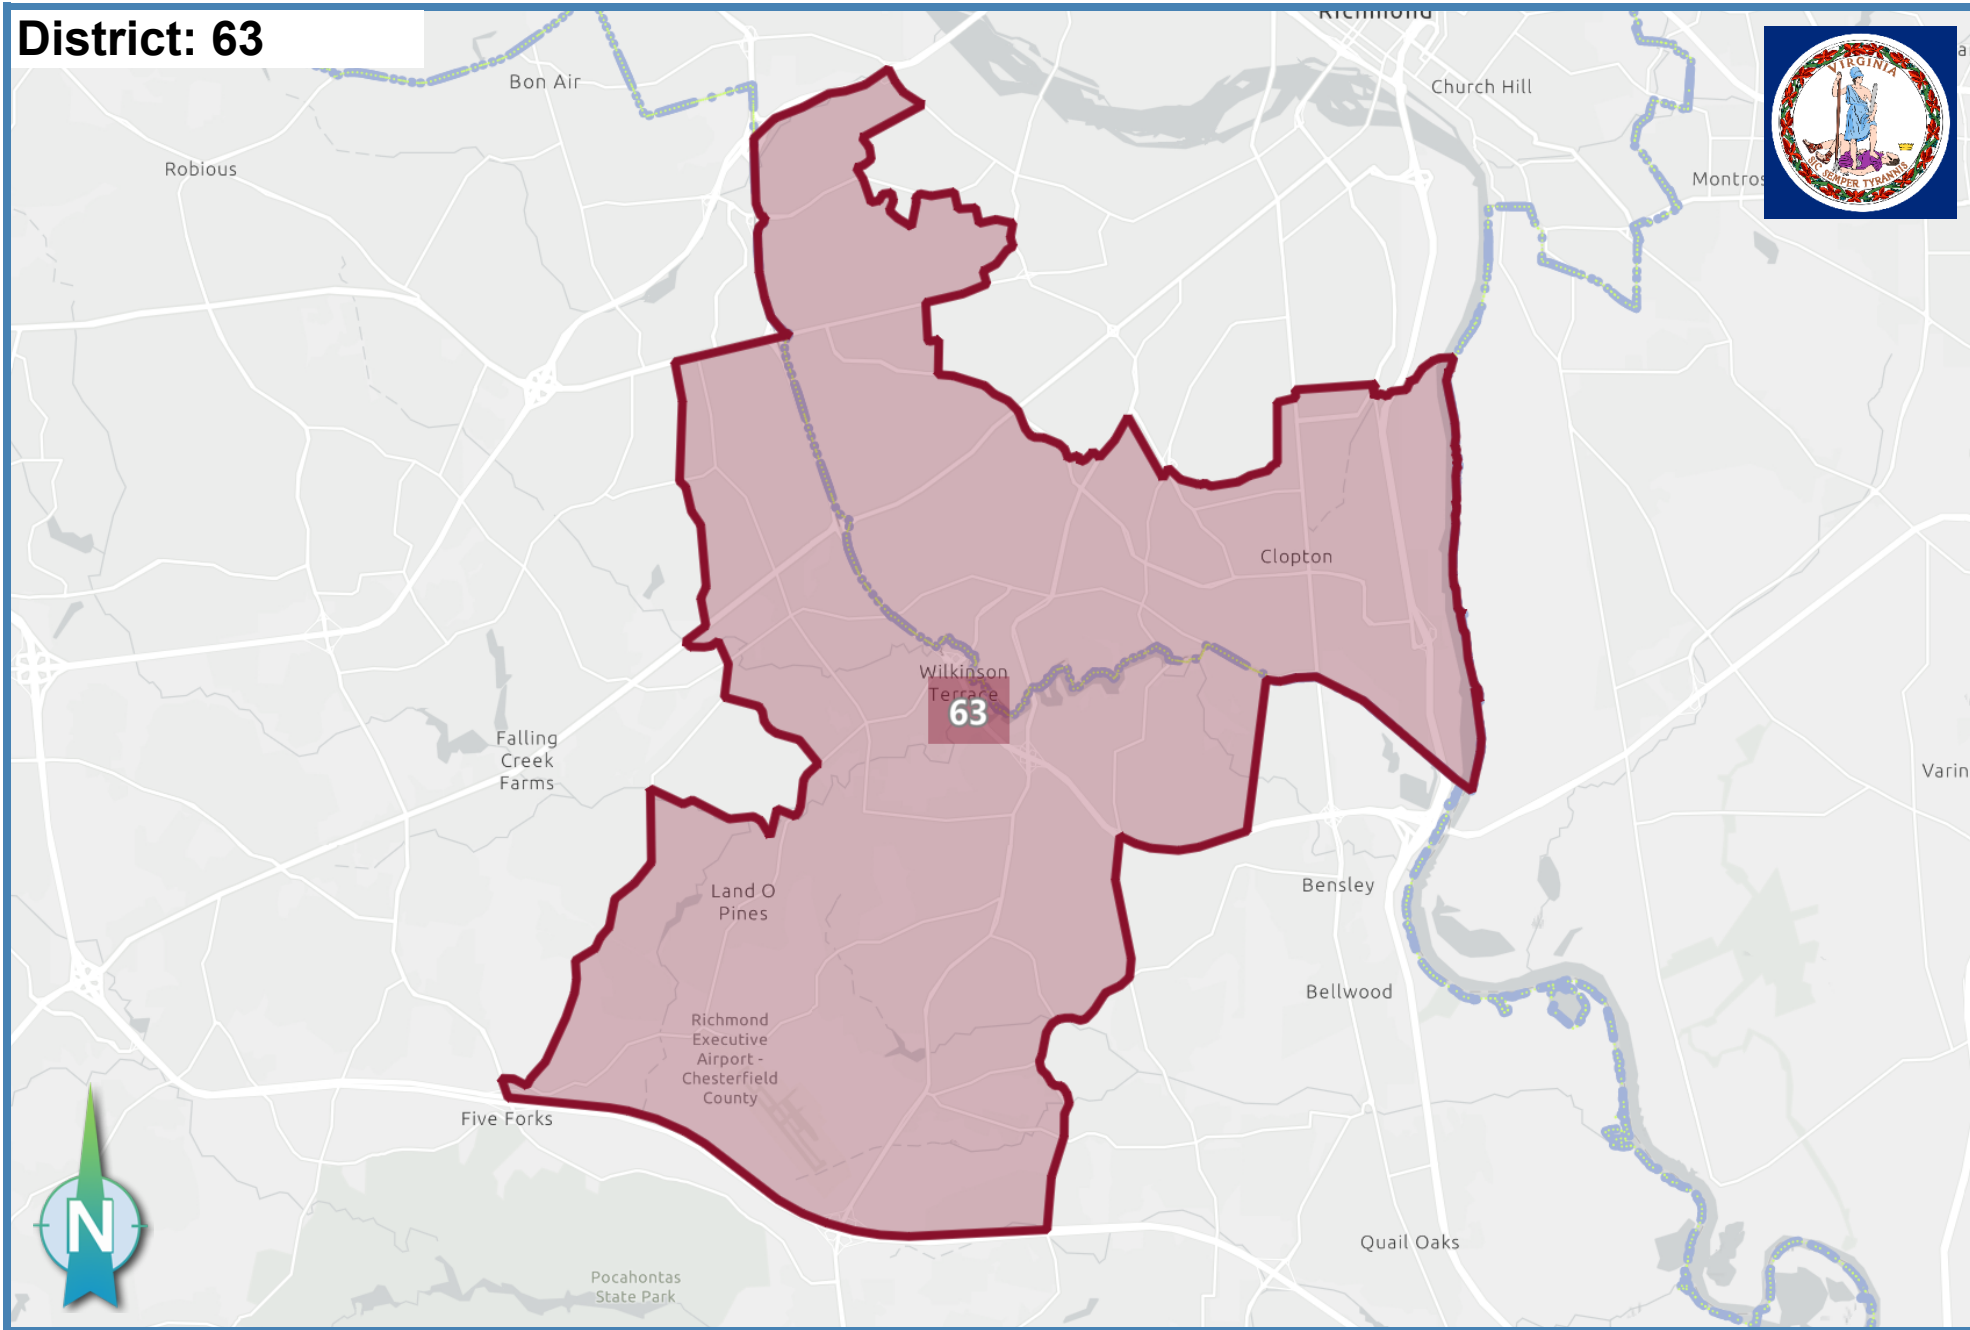 District: 63
Richmond
Bon Air
Church Hill
VIRGINIA
SIC SEMPER TYRANNIS
Robious
Montros
Clopton
Wilkinson
Terrace
63
Falling
Creek
Farms
Varin
Land O
Pines
Bensley
Bellwood
Richmond
Executive
Airport -
Chesterfield
County
Five Forks
N
Quail Oaks
Pocahontas
State Park